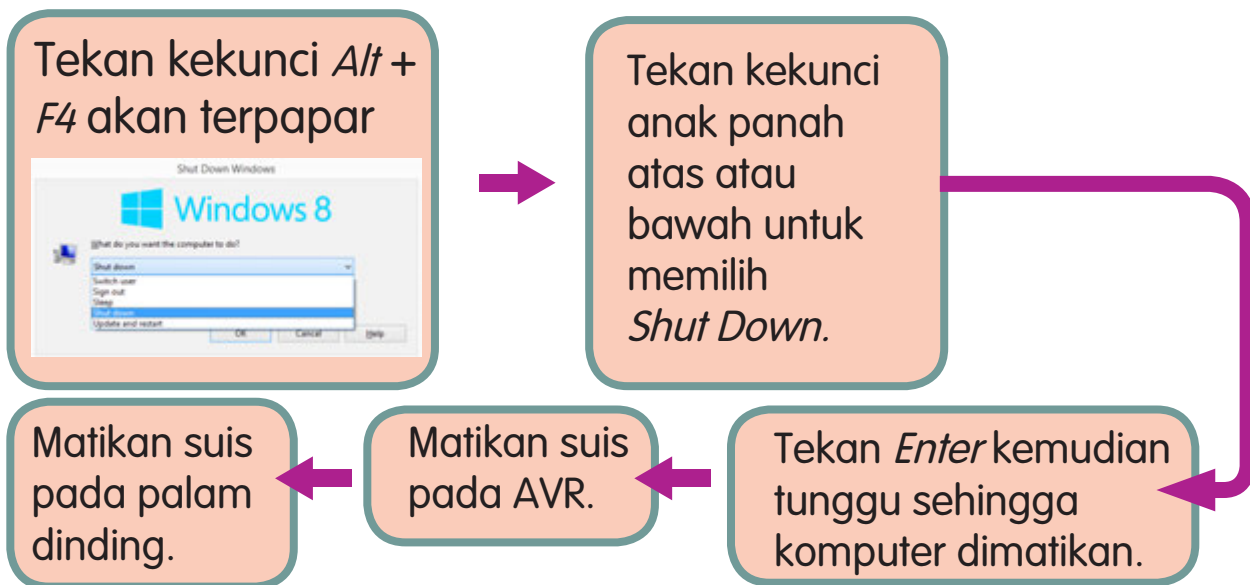 Tekan kekunci Alt +
F4 akan terpapar
Shut Down Windows
Windows 8
What do you want the computer to do?
Shut down
Switch user
Sign out
Sleep
Shut down
Update and restart
OK
Cancel
Help
Tekan kekunci
anak panah
atas atau
bawah untuk
memilih
Shut Down.
Tekan Enter kemudian
tunggu sehingga
komputer dimatikan.
Matikan suis
pada AVR.
Matikan suis
pada palam
dinding.